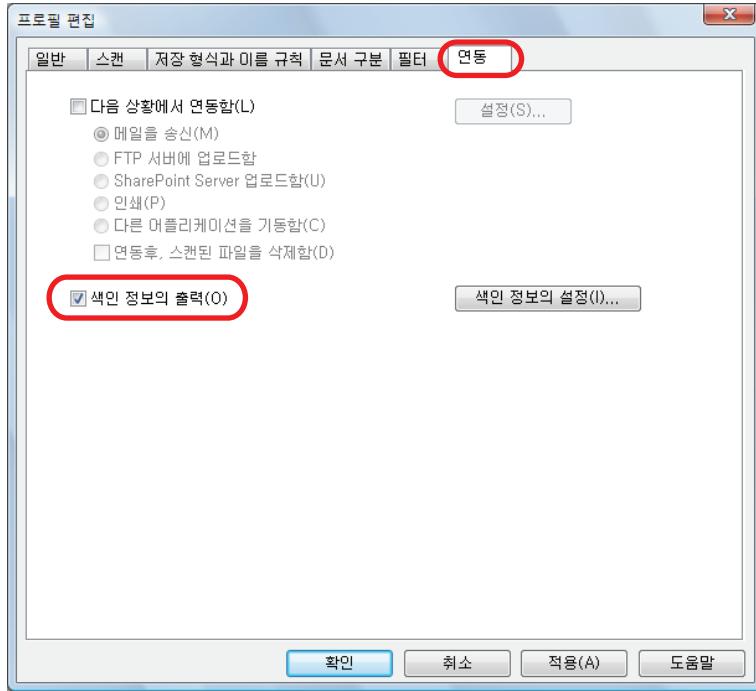 프로필 편집
일반 스캔 저장 형식과 이름 규칙 문서 구분 필터 연동
다음 상황에서 연동함(L) 설정(S)...
메일을 송신(M)
FTP 서버에 업로드함
SharePoint Server 업로드함(U)
인쇄(P)
다른 어플리케이션을 기동함(C)
연동후, 스캔된 파일을 삭제함(D)
색인 정보의 출력(O) 색인 정보의 설정(I)...
확인 취소 적용(A) 도움말